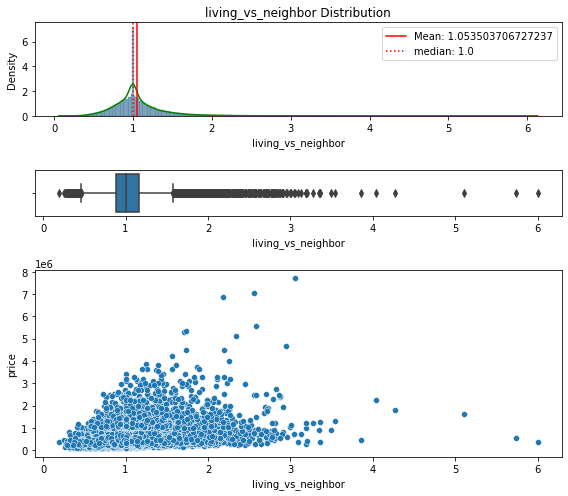 living_vs_neighbor Distribution
Mean: 1.053503706727237
median: 1.0
Density
6
4
2
0
0 1 2 3 4 5 6
living_vs_neighbor
0 1 2 3 4 5 6
living_vs_neighbor
1e6
price
8
7
6
5
4
3
2
1
0
0 1 2 3 4 5 6
living_vs_neighbor